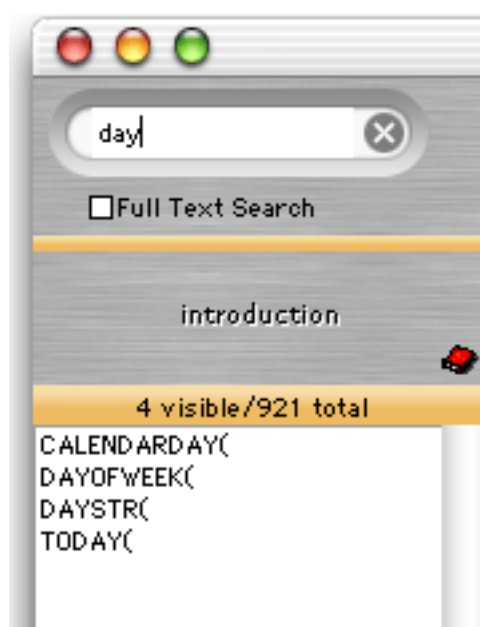 day
Full Text Search
introduction
4 visible/921 total
CALENDARDAY(
DAYOFWEEK(
DAYSTR(
TODAY(